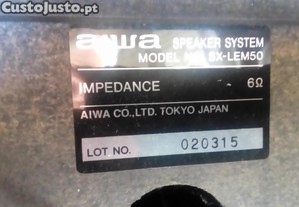 CustoJusto.pt
aiwa SPEAKER SYSTEM
MODEL NO. SX-LEM50
IMPEDANCE 6Ω
AIWA CO.,LTD. TOKYO JAPAN
LOT NO. 020315